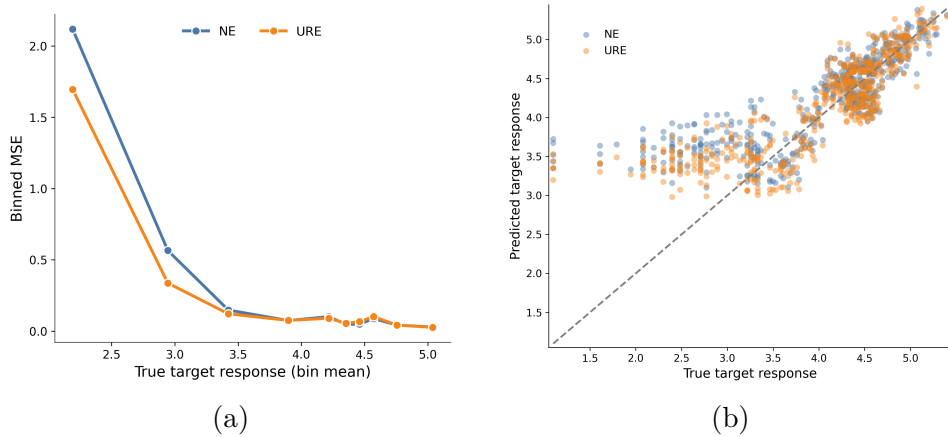 NE URE
2.0
1.5
1.0
0.5
0.0
Binned MSE
2.5 3.0 3.5 4.0 4.5 5.0
True target response (bin mean)
(a)
NE
URE
5.0
4.5
4.0
3.5
3.0
2.5
2.0
1.5
Predicted target response
1.5 2.0 2.5 3.0 3.5 4.0 4.5 5.0
True target response
(b)